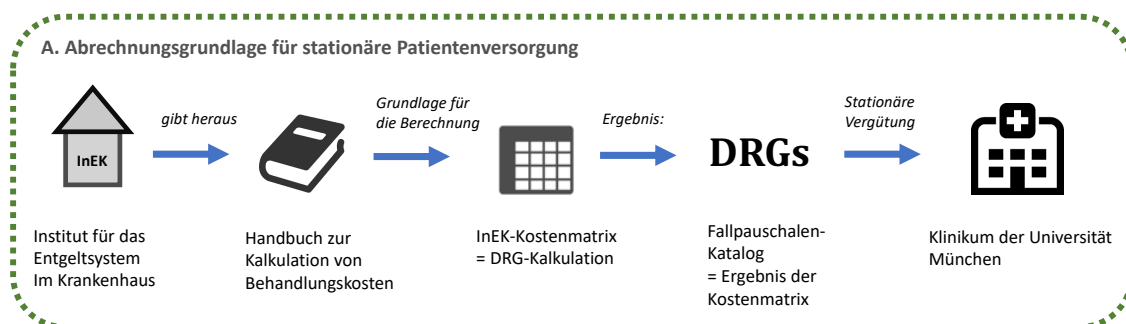 A. Abrechnungsgrundlage für stationäre Patientenversorgung
InEK
gibt heraus
Grundlage für
die Berechnung
Ergebnis:
DRGs
Stationäre
Vergütung
Institut für das
Entgeltsystem
Im Krankenhaus
Handbuch zur
Kalkulation von
Behandlungskosten
InEK-Kostenmatrix
= DRG-Kalkulation
Fallpauschalen-
Katalog
= Ergebnis der
Kostenmatrix
Klinikum der Universität
München